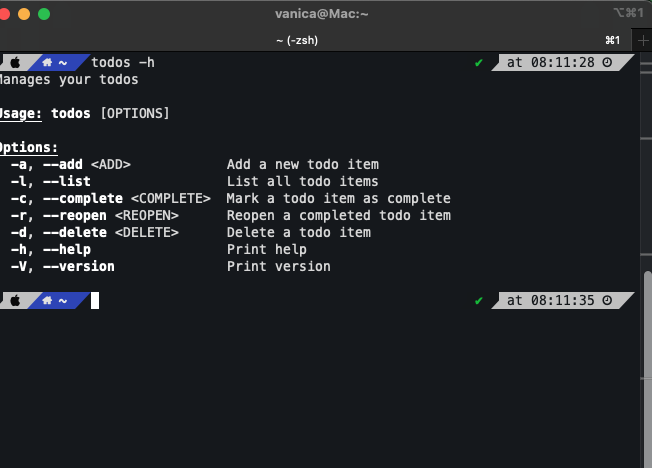 vanica@Mac:~
⌥⌘1
~ (-zsh)
⌘1
~ todos -h ✔ at 08:11:28
Manages your todos
Usage: todos [OPTIONS]
Options:
-a, --add <ADD> Add a new todo item
-l, --list List all todo items
-c, --complete <COMPLETE> Mark a todo item as complete
-r, --reopen <REOPEN> Reopen a completed todo item
-d, --delete <DELETE> Delete a todo item
-h, --help Print help
-V, --version Print version
~ ✔ at 08:11:35